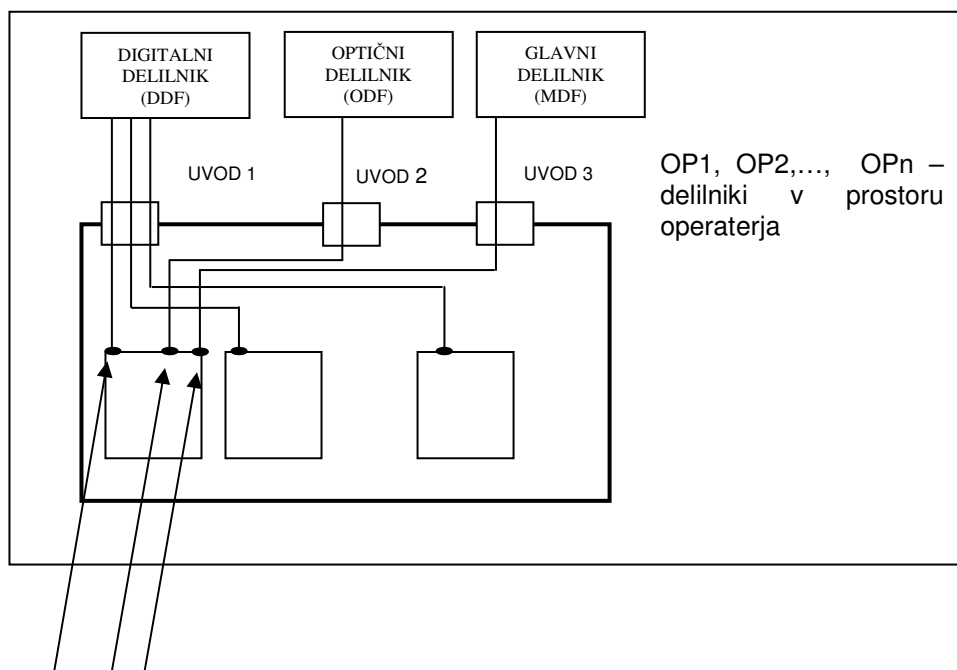 DIGITALNI
DELILNIK
(DDF)
OPTIČNI
DELILNIK
(ODF)
GLAVNI
DELILNIK
(MDF)
UVOD 1
UVOD 2
UVOD 3
OP1, OP2,…, OPn –
delilniki v prostoru
operaterja